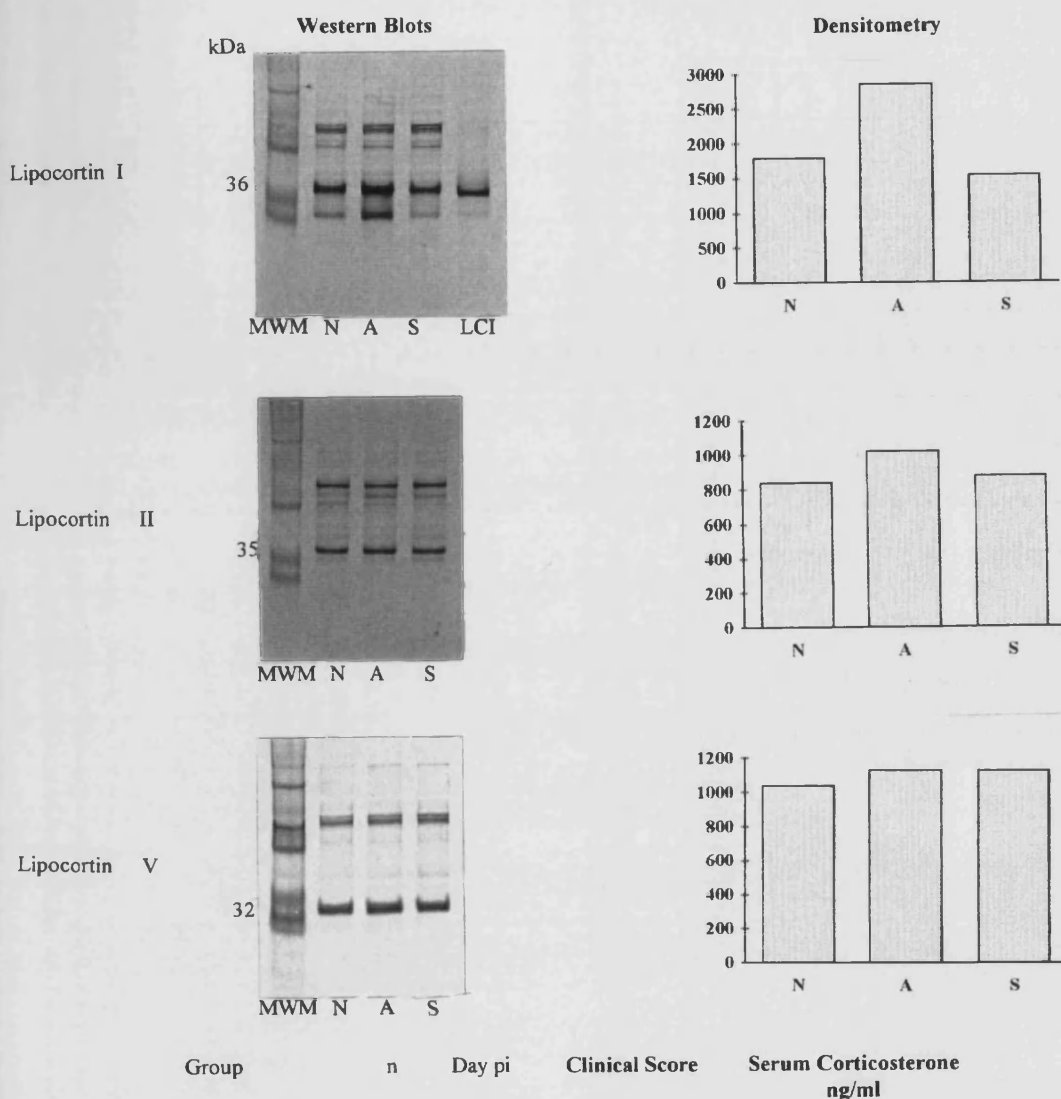 Western Blots
Densitometry
kDa
Lipocortin I
36
MWM N A S LCI
3000
2500
2000
1500
1000
500
0
N A S
Lipocortin II
35
MWM N A S
1200
1000
800
600
400
200
0
N A S
Lipocortin V
32
MWM N A S
1200
1000
800
600
400
200
0
N A S
Group n Day pi Clinical Score Serum Corticosterone
ng/ml